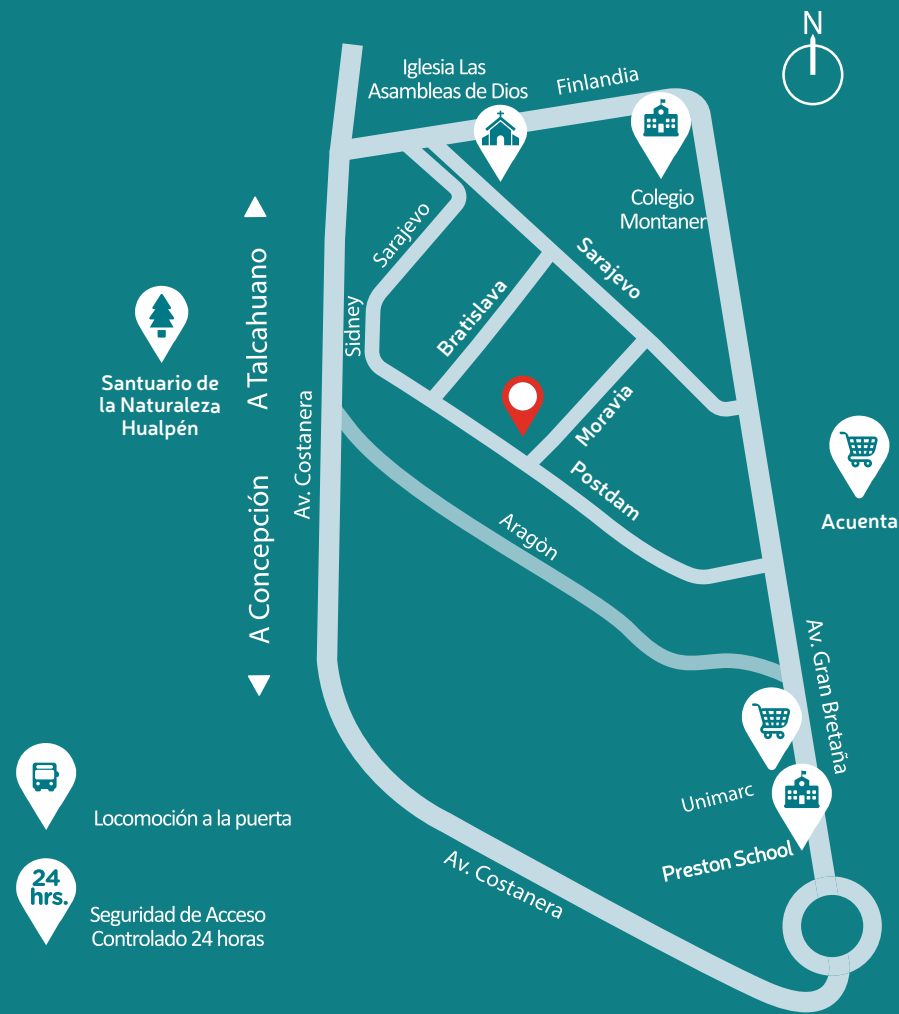 N
Iglesia Las
Asambleas de Dios
Finlandia
Colegio
Montaner
Sarajevo
Sarajevo
Bratislava
Sidney
A Talcahuano
Santuario de
la Naturaleza
Hualpén
Moravia
Av. Costanera
Postdam
Acuenta
A Concepción
Aragòn
Av. Gran Bretaña
Unimarc
Locomoción a la puerta
Preston School
Av. Costanera
24
hrs.
Seguridad de Acceso
Controlado 24 horas